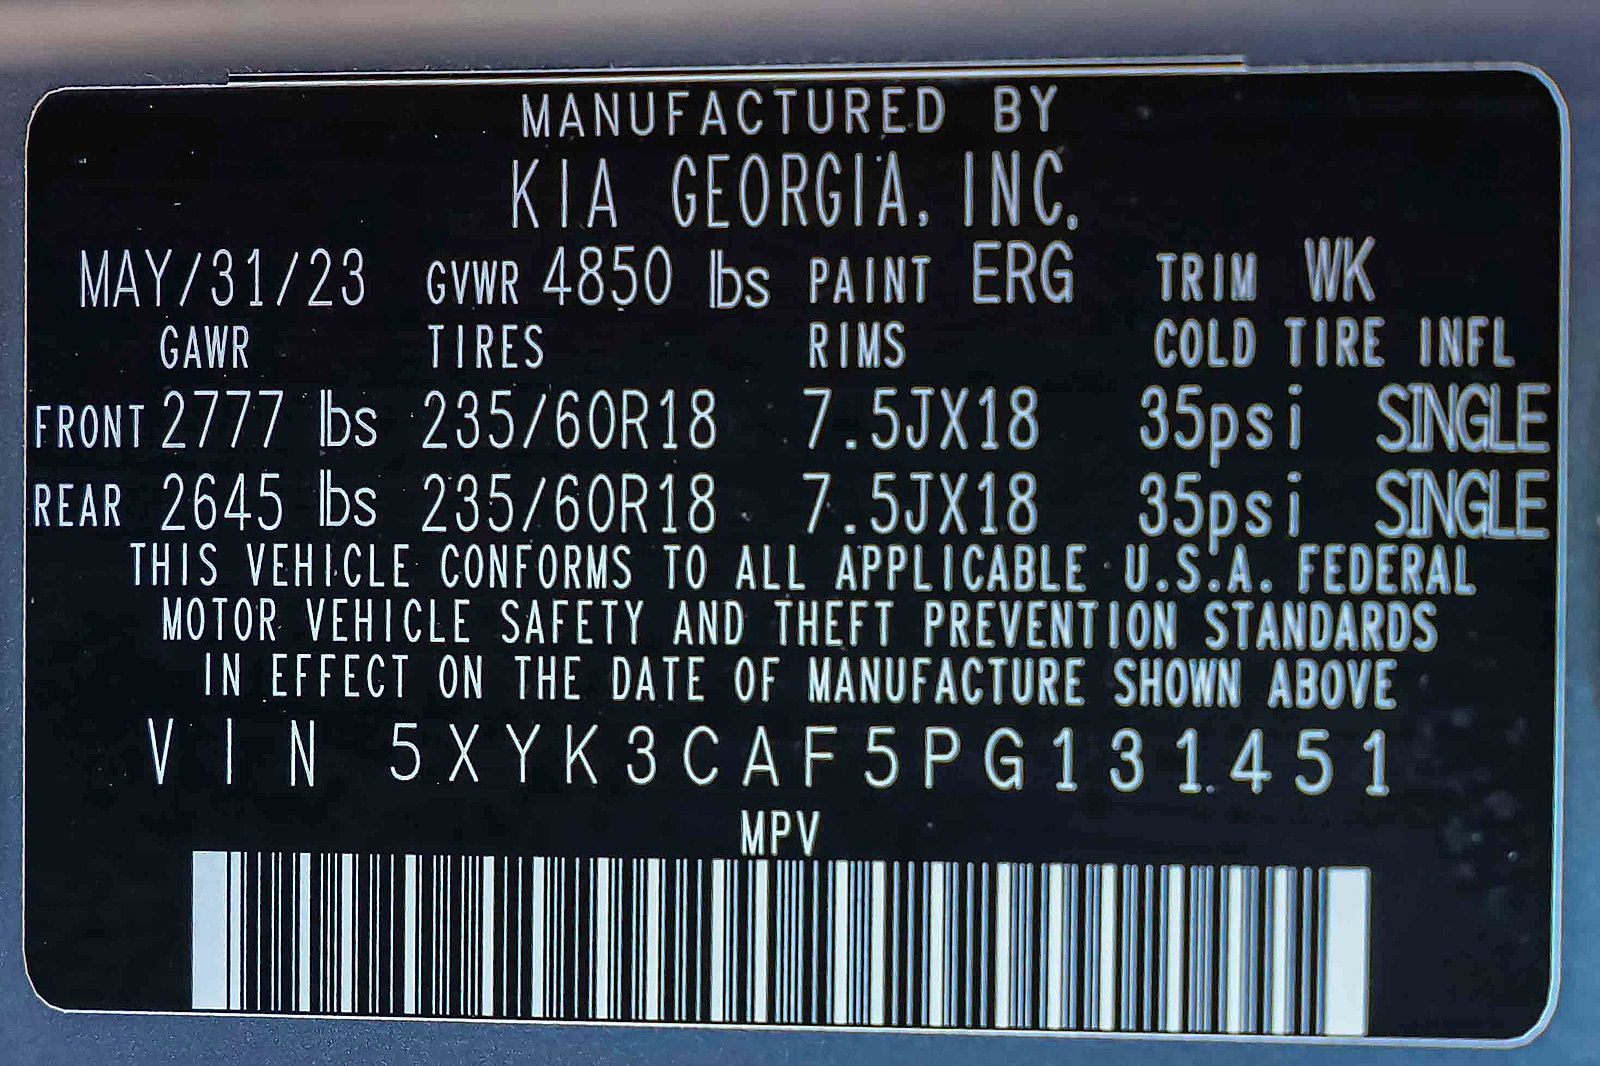 MANUFACTURED BY
KIA GEORGIA, INC.
MAY/31/23 GVWR 4850 lbs PAINT ERG TRIM WK
GAWR TIRES RIMS COLD TIRE INFL
FRONT 2777 lbs 235/60R18 7.5JX18 35psi SINGLE
REAR 2645 lbs 235/60R18 7.5JX18 35psi SINGLE
THIS VEHICLE CONFORMS TO ALL APPLICABLE U.S.A. FEDERAL
MOTOR VEHICLE SAFETY AND THEFT PREVENTION STANDARDS
IN EFFECT ON THE DATE OF MANUFACTURE SHOWN ABOVE
VIN 5XYK3CAF5PG131451
MPV